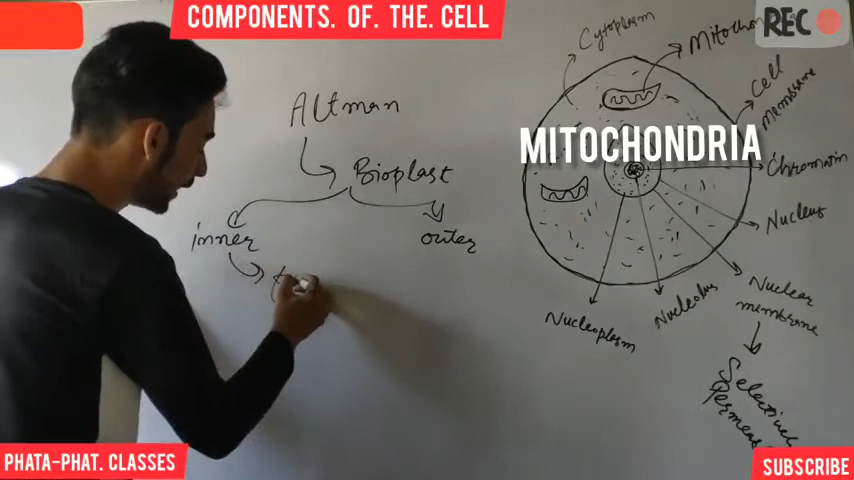 COMPONENTS. OF. THE. CELL
REC
Cytoplasm
Altman
Cell
membrane
MITOCHONDRIA
Bioplast
Chromatin
inner
outer
Nucleus
Nucleoplasm
Nucleolus
Nuclear
membrane
PHATA-PHAT. CLASSES
SUBSCRIBE